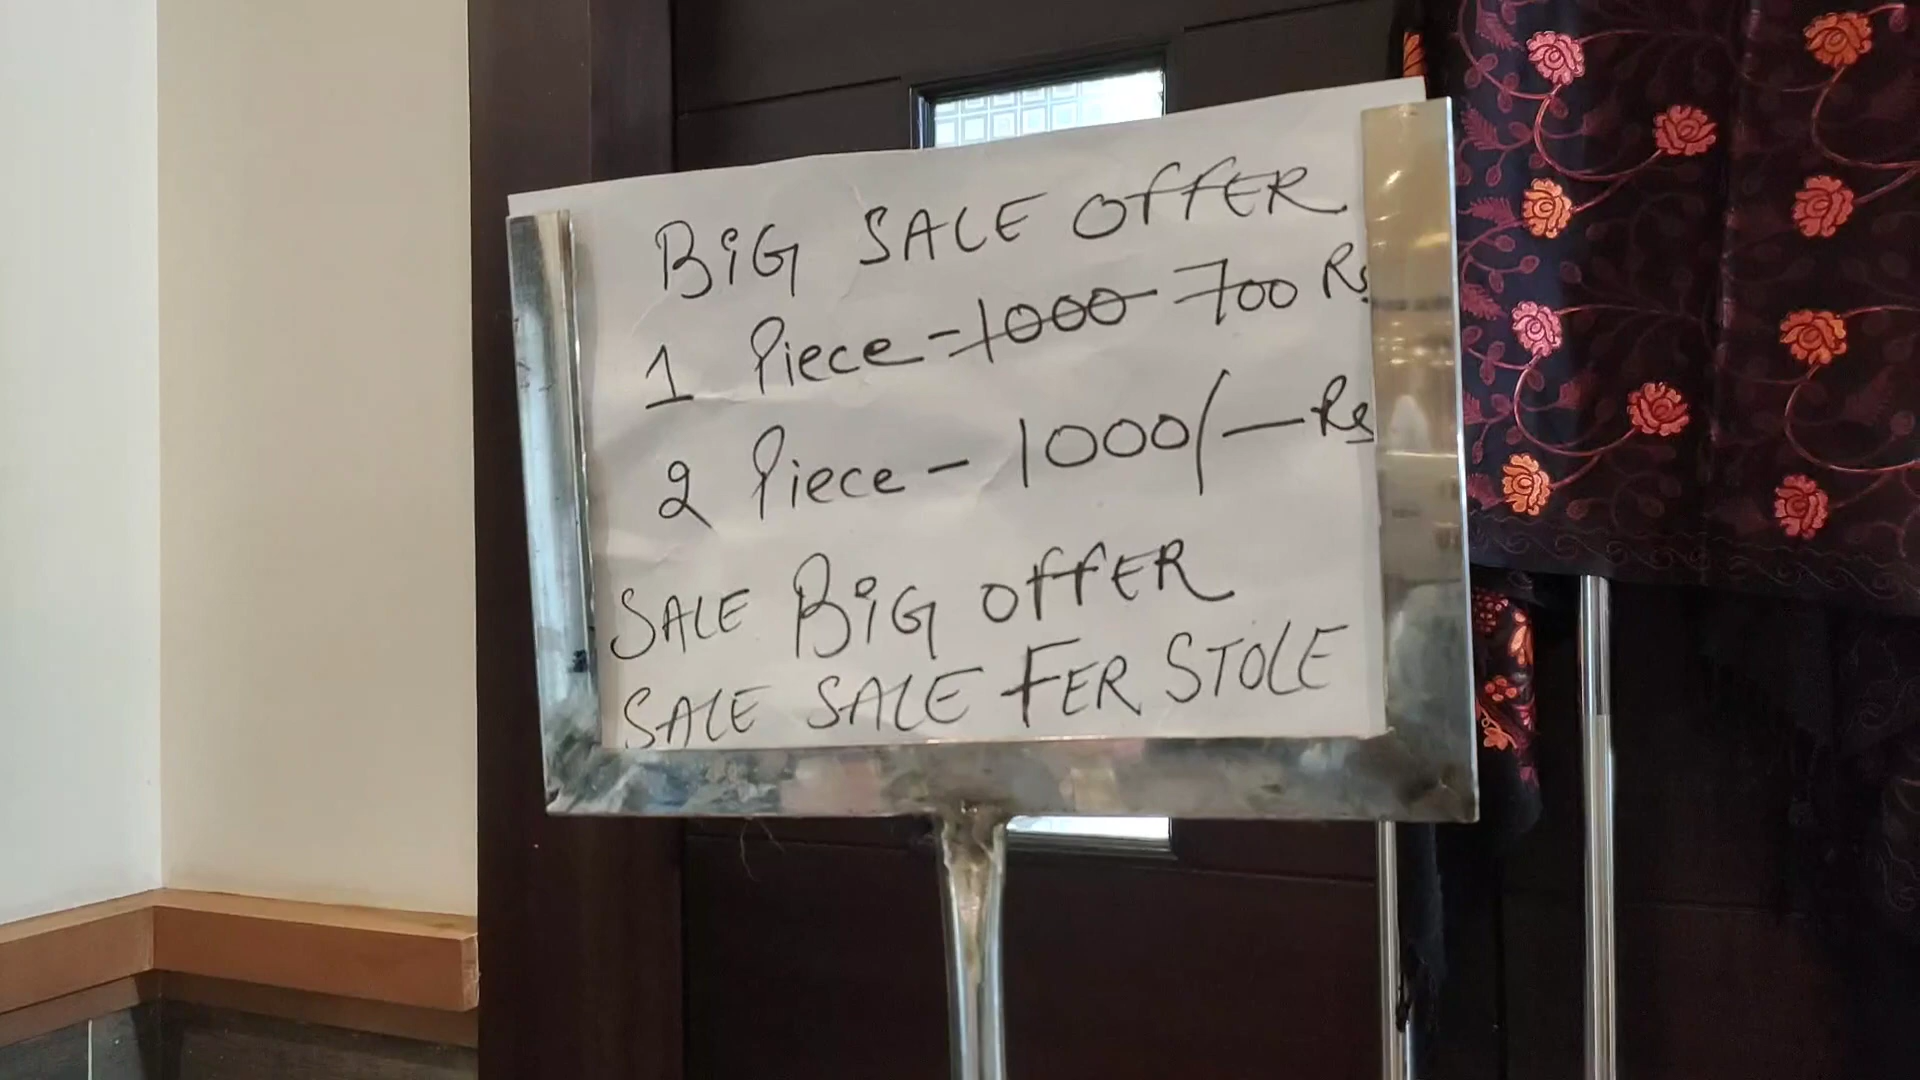 BiG SALE OffER
1 Piece - 1000 700 Rs
2 Piece - 1000/- Rs
SALE BiG OffER
SALE SALE FER STOLE